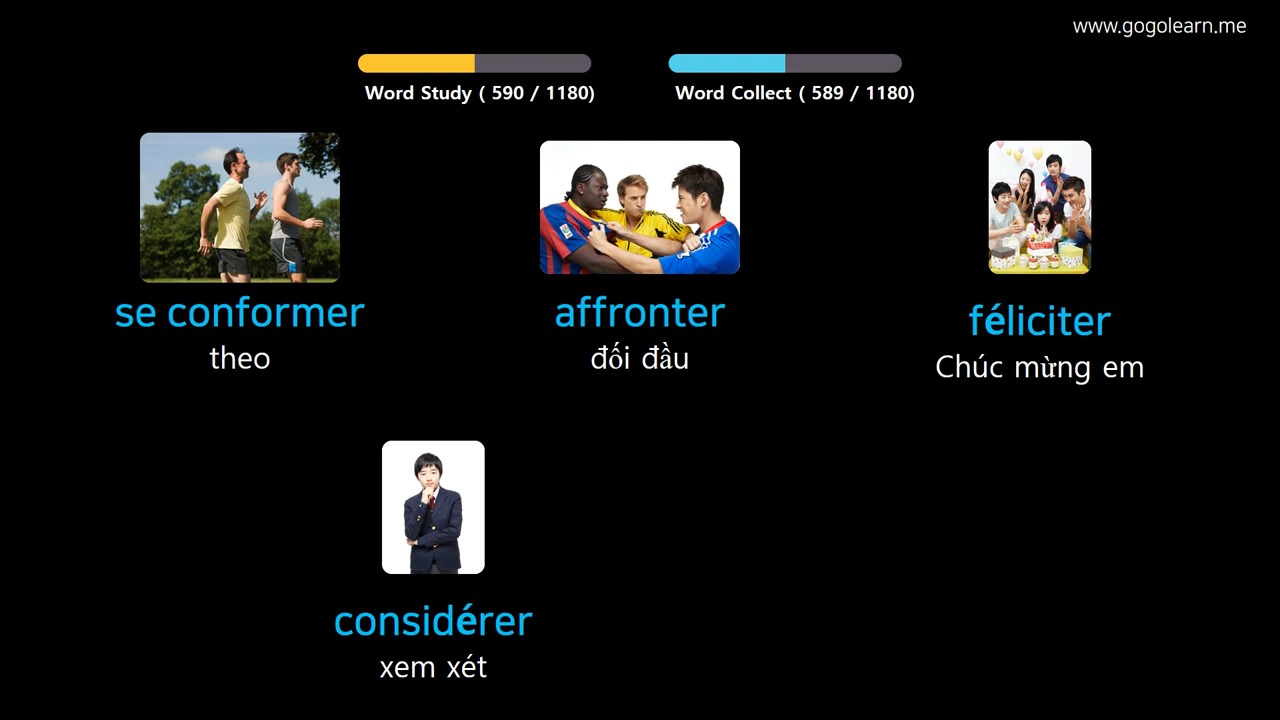 www.gogolearn.me
Word Study ( 590 / 1180)
Word Collect ( 589 / 1180)
se conformer
theo
affronter
đối đầu
féliciter
Chúc mừng em
considérer
xem xét